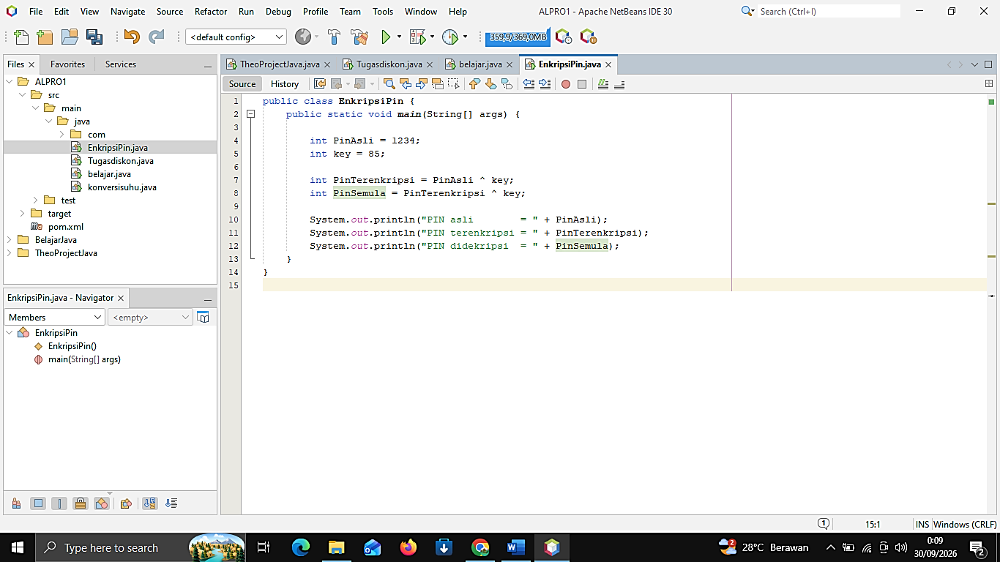 File Edit View Navigate Source Refactor Run Debug Profile Team Tools Window Help ALPRO1 - Apache NetBeans IDE 30 Search (Ctrl+I)
<default config> 359,9/369,0MB
Files Favorites Services
TheoProjectJava.java Tugasdiskon.java belajar.java EnkripsiPin.java
Source History
ALPRO1
src
main
java
com
EnkripsiPin.java
Tugasdiskon.java
belajar.java
konversisuhu.java
test
target
pom.xml
BelajarJava
TheoProjectJava
EnkripsiPin.java - Navigator
Members <empty>
EnkripsiPin
EnkripsiPin()
main(String[] args)
1 public class EnkripsiPin {
2 public static void main(String[] args) {
3
4 int PinAsli = 1234;
5 int key = 85;
6
7 int PinTerenkripsi = PinAsli ^ key;
8 int PinSemula = PinTerenkripsi ^ key;
9
10 System.out.println("PIN asli        = " + PinAsli);
11 System.out.println("PIN terenkripsi = " + PinTerenkripsi);
12 System.out.println("PIN didekripsi  = " + PinSemula);
13 }
14 }
15
1 15:1 INS Windows (CRLF)
Type here to search 2 28°C Berawan 0:09
30/09/2026 2